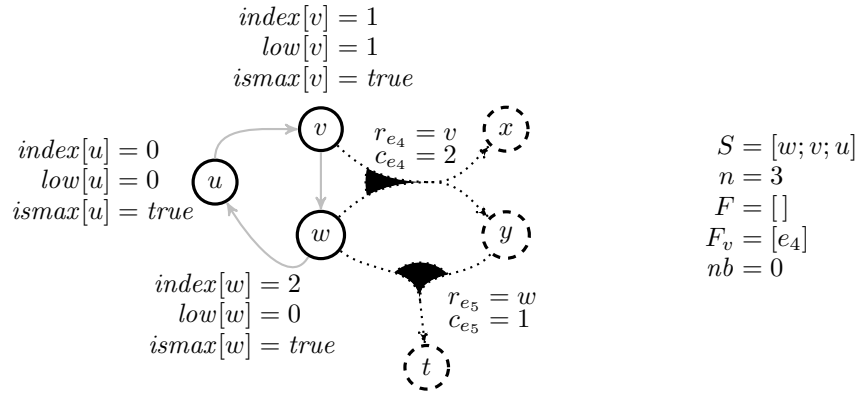 index[v] = 1
low[v] = 1
ismax[v] = true
v
r_{e_4} = v
c_{e_4} = 2
x
index[u] = 0
low[u] = 0
ismax[u] = true
u
S = [w; v; u]
n = 3
F = [ ]
F_v = [e_4]
nb = 0
w
y
index[w] = 2
low[w] = 0
ismax[w] = true
r_{e_5} = w
c_{e_5} = 1
t